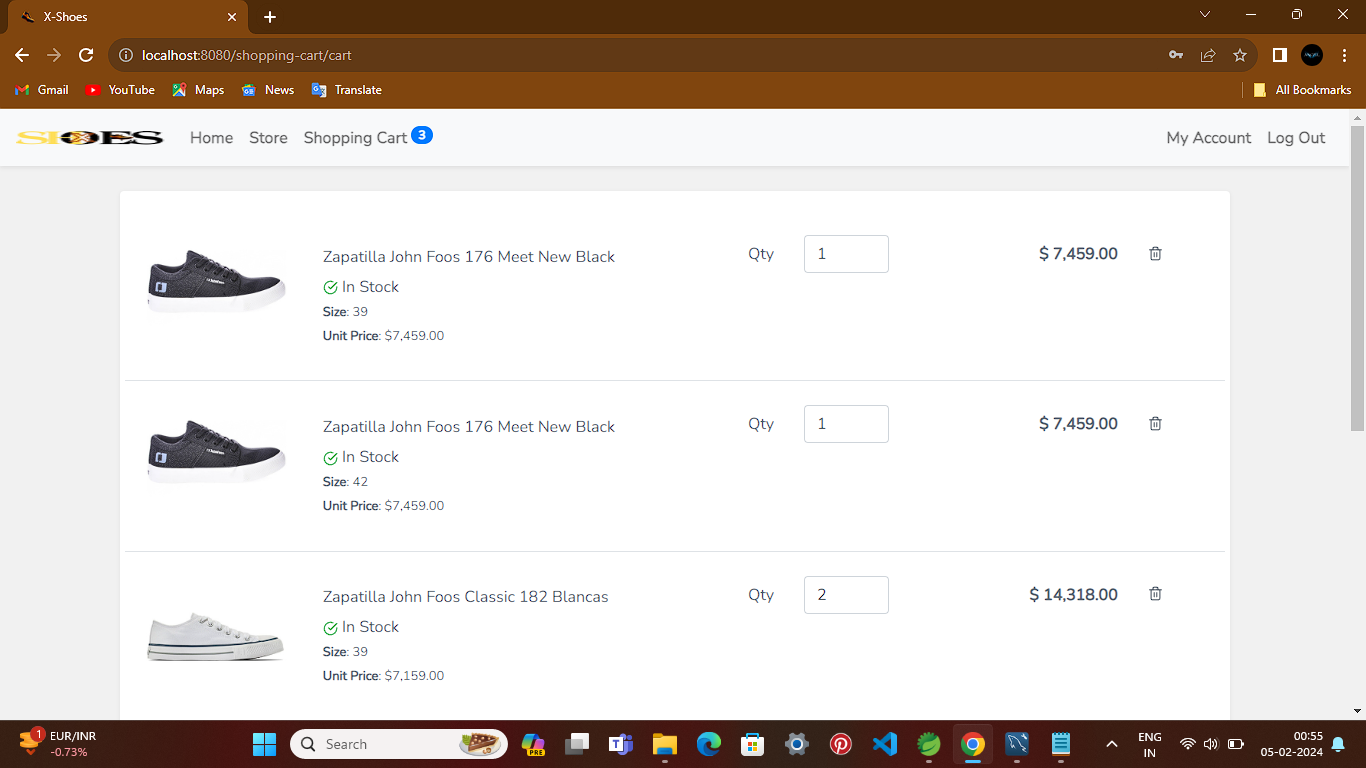 X-Shoes
localhost:8080/shopping-cart/cart
Gmail YouTube Maps News Translate All Bookmarks
SHOES Home Store Shopping Cart 3 My Account Log Out
Zapatilla John Foos 176 Meet New Black Qty 1 $ 7,459.00
In Stock
Size: 39
Unit Price: $7,459.00
Zapatilla John Foos 176 Meet New Black Qty 1 $ 7,459.00
In Stock
Size: 42
Unit Price: $7,459.00
Zapatilla John Foos Classic 182 Blancas Qty 2 $ 14,318.00
In Stock
Size: 39
Unit Price: $7,159.00
1 EUR/INR
-0.73%
Search
PRE
ENG
IN
00:55
05-02-2024